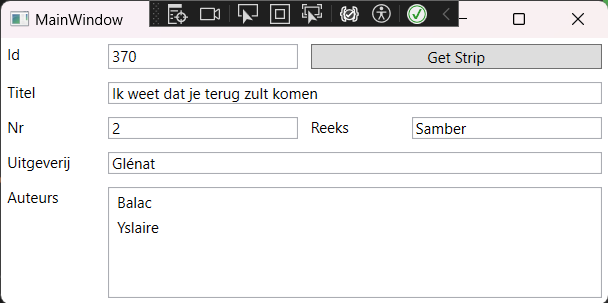 MainWindow
Id 370 Get Strip
Titel Ik weet dat je terug zult komen
Nr 2 Reeks Samber
Uitgeverij Glénat
Auteurs Balac
Yslaire